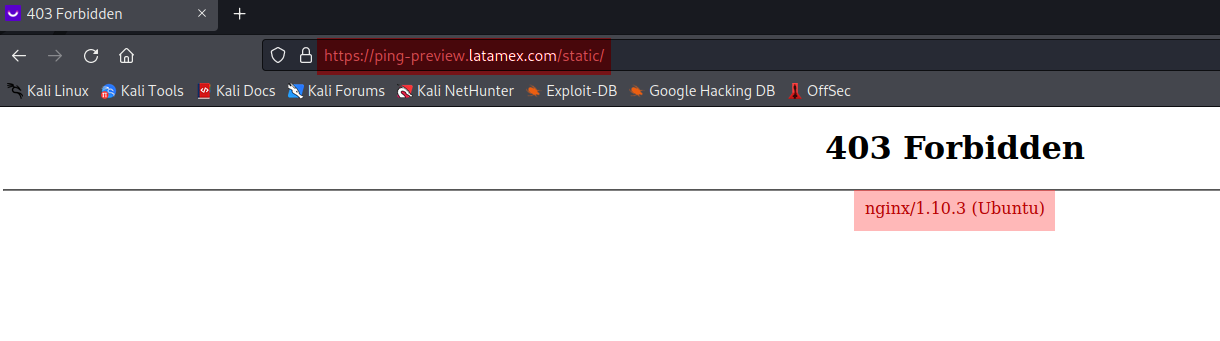 403 Forbidden
https://ping-preview.latamex.com/static/
Kali Linux Kali Tools Kali Docs Kali Forums Kali NetHunter Exploit-DB Google Hacking DB OffSec
403 Forbidden
nginx/1.10.3 (Ubuntu)